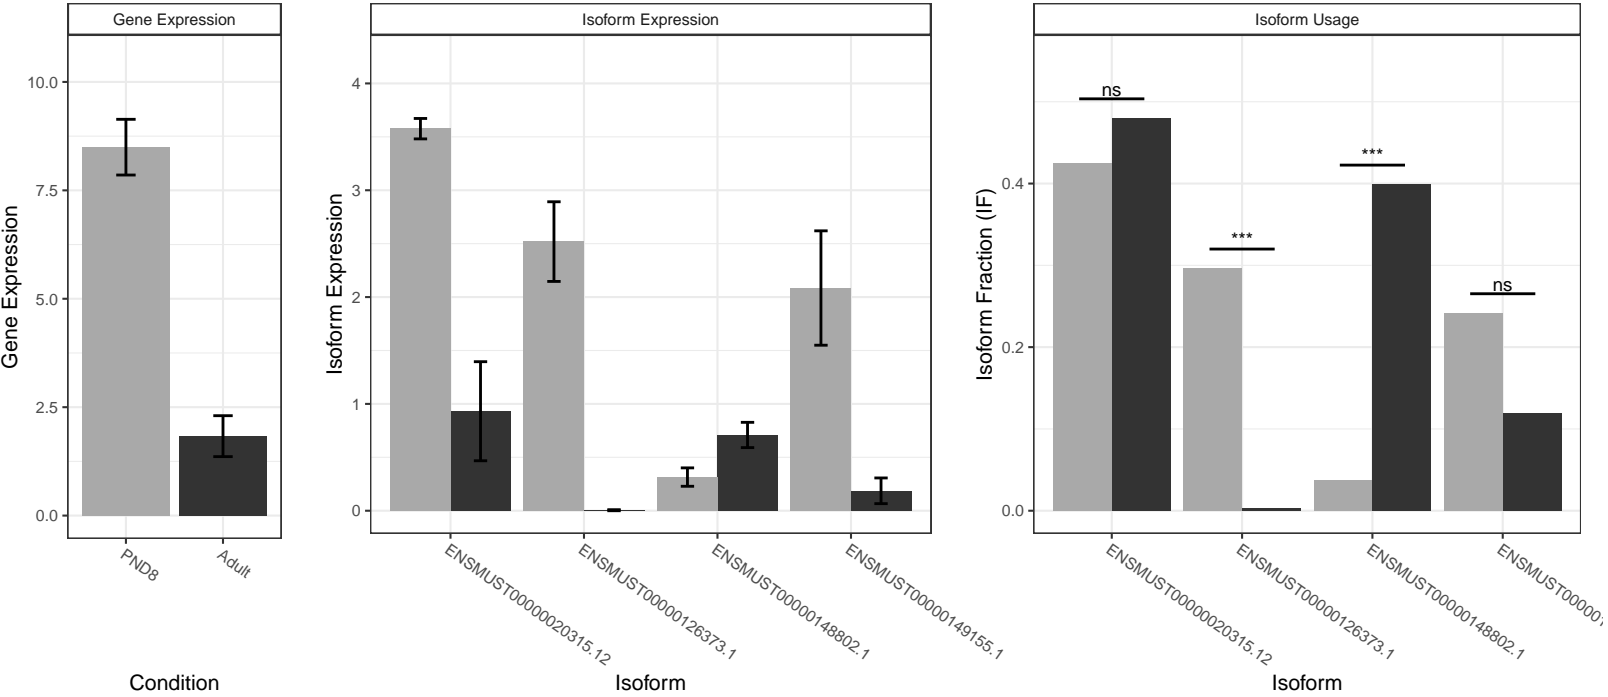 Gene Expression
Gene Expression
10.0
7.5
5.0
2.5
0.0
PND8
Adult
Condition
Isoform Expression
Isoform Expression
4
3
2
1
0
ENSMUST00000020315.12
ENSMUST00000126373.1
ENSMUST00000148802.1
ENSMUST00000149155.1
Isoform
Isoform Usage
Isoform Fraction (IF)
0.4
0.2
0.0
ns
***
***
ns
ENSMUST00000020315.12
ENSMUST00000126373.1
ENSMUST00000148802.1
Isoform